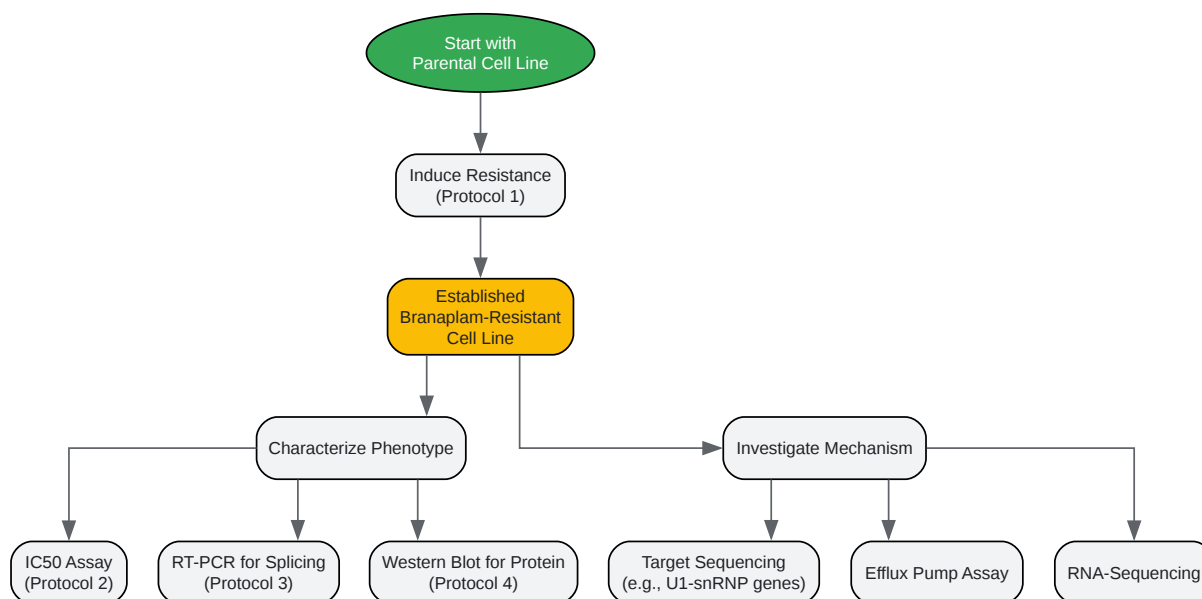 Start with
Parental Cell Line
Induce Resistance
(Protocol 1)
Established
Branaplam-Resistant
Cell Line
Characterize Phenotype
Investigate Mechanism
IC50 Assay
(Protocol 2)
RT-PCR for Splicing
(Protocol 3)
Western Blot for Protein
(Protocol 4)
Target Sequencing
(e.g., U1-snRNP genes)
Efflux Pump Assay
RNA-Sequencing